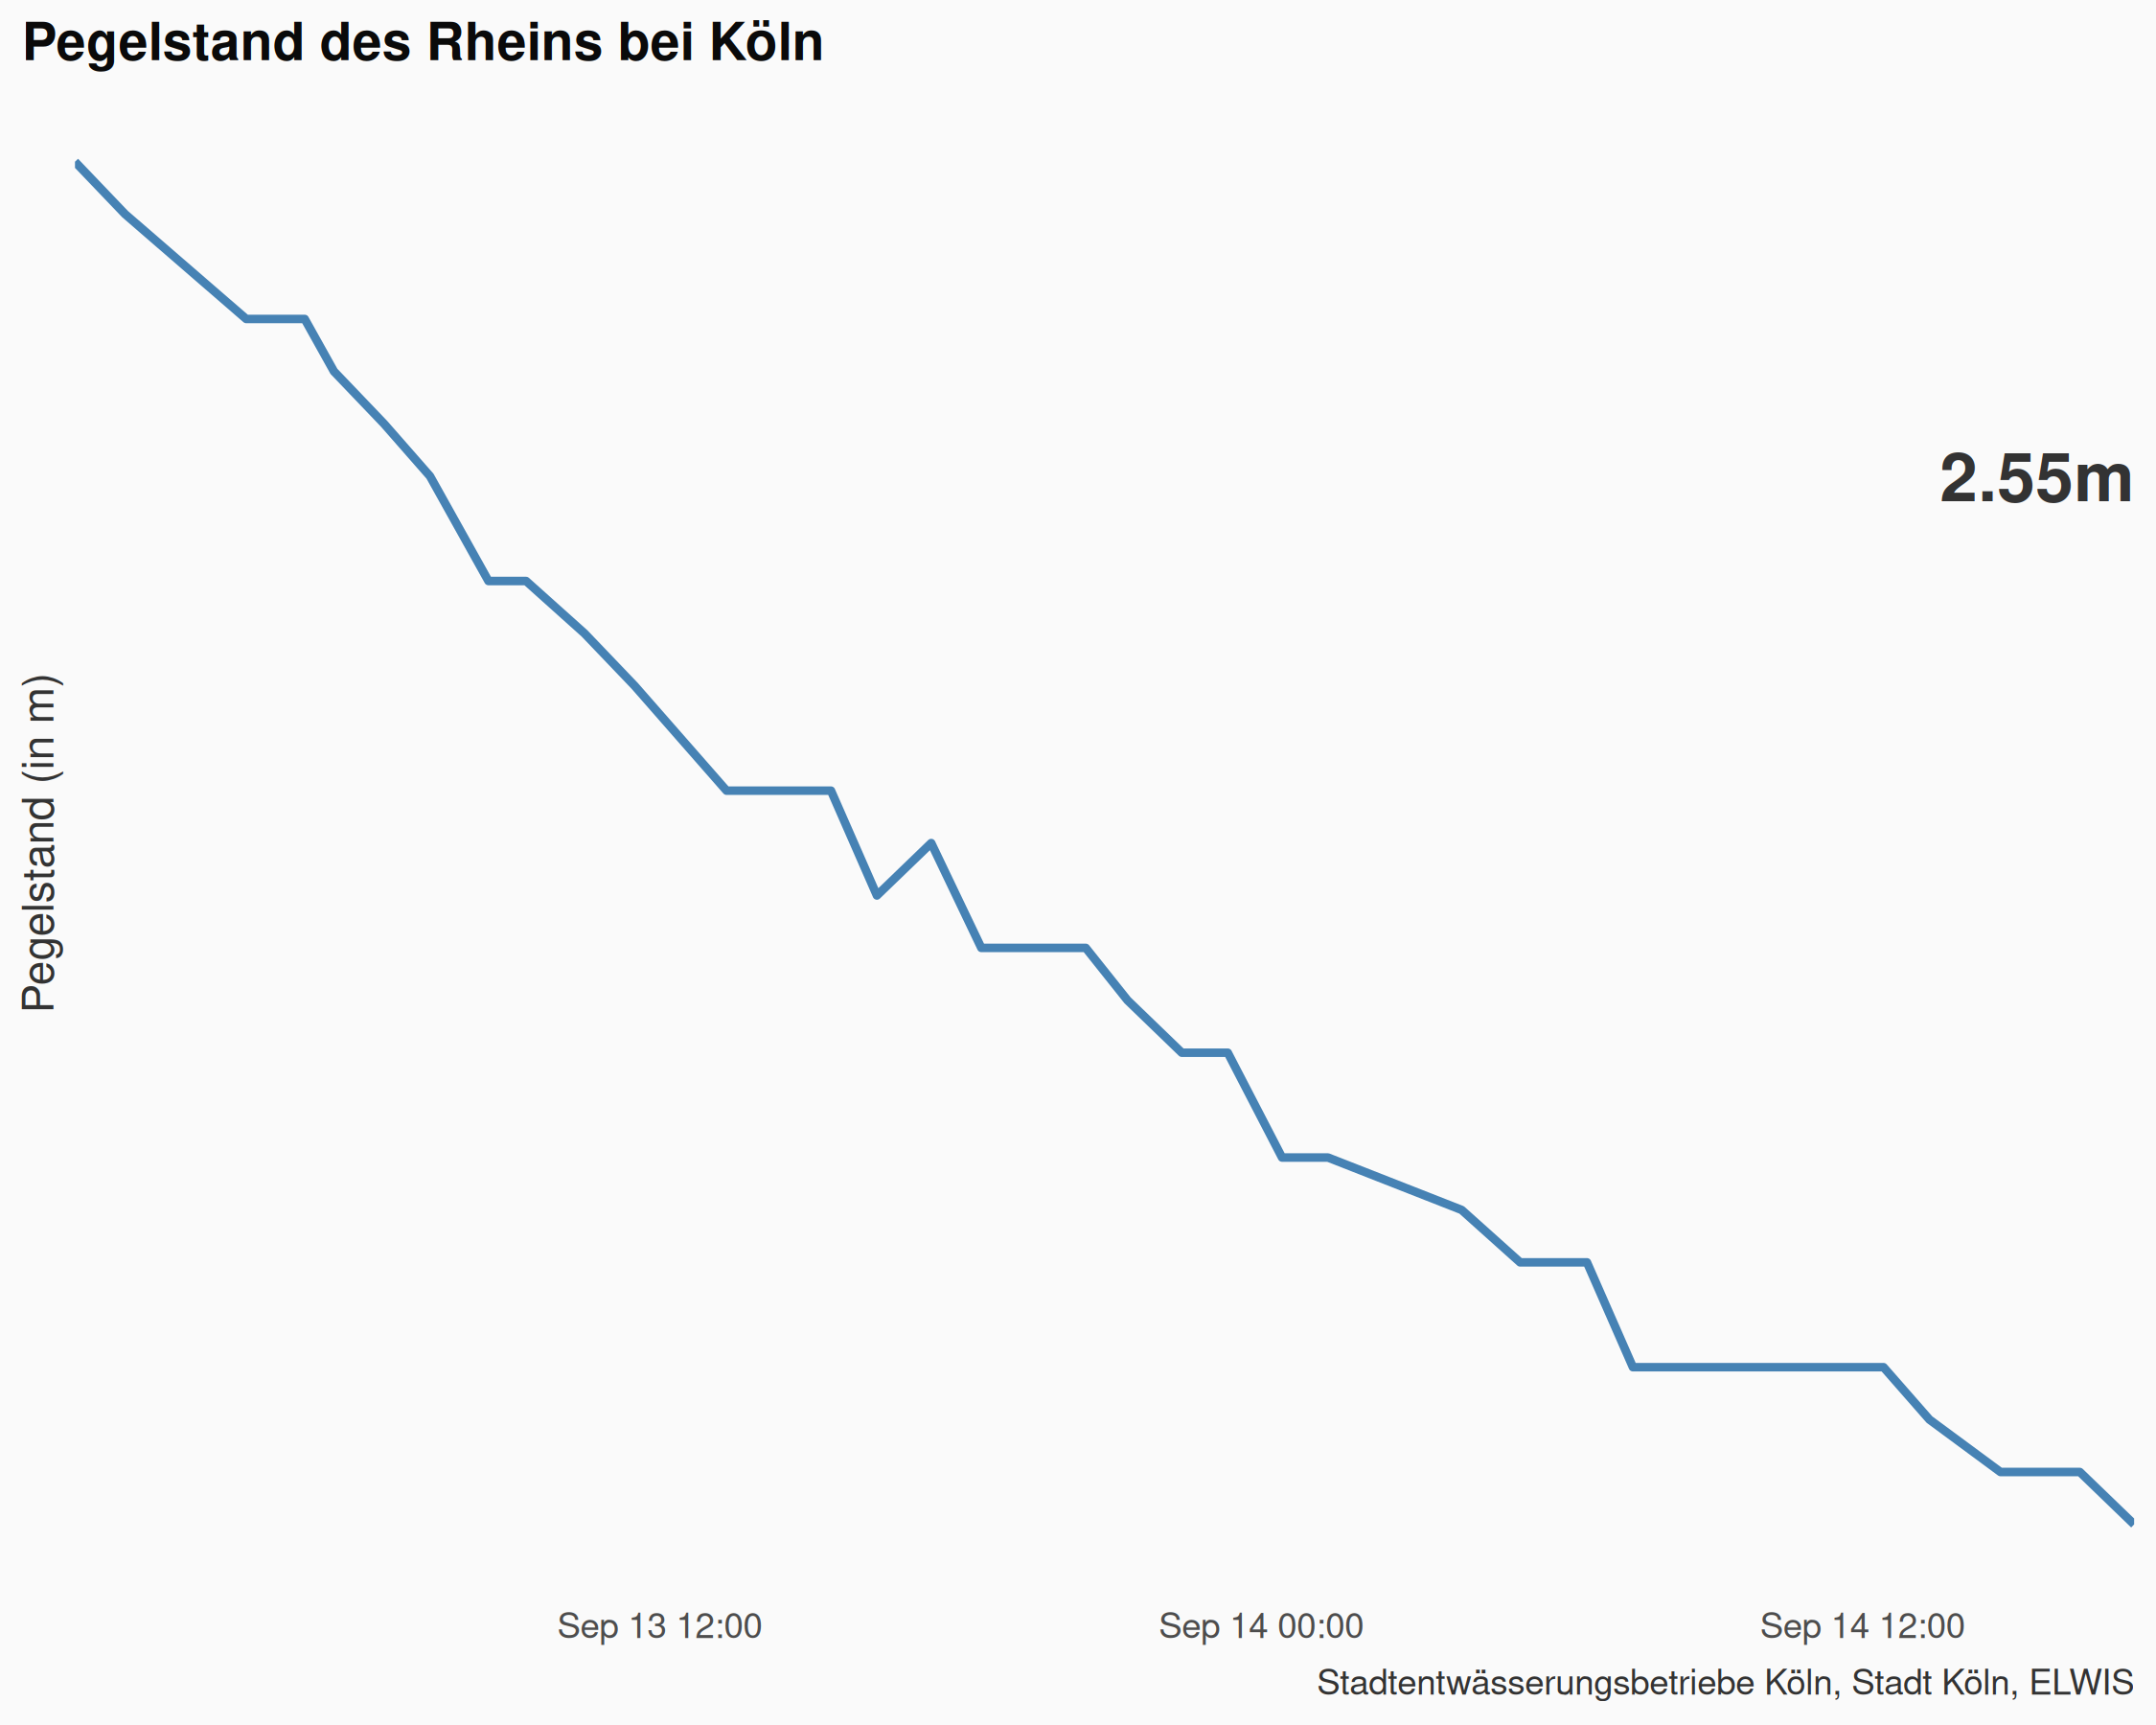 Pegelstand des Rheins bei Köln
2.55m
Pegelstand (in m)
Sep 13 12:00
Sep 14 00:00
Sep 14 12:00
Stadtentwässerungsbetriebe Köln, Stadt Köln, ELWIS